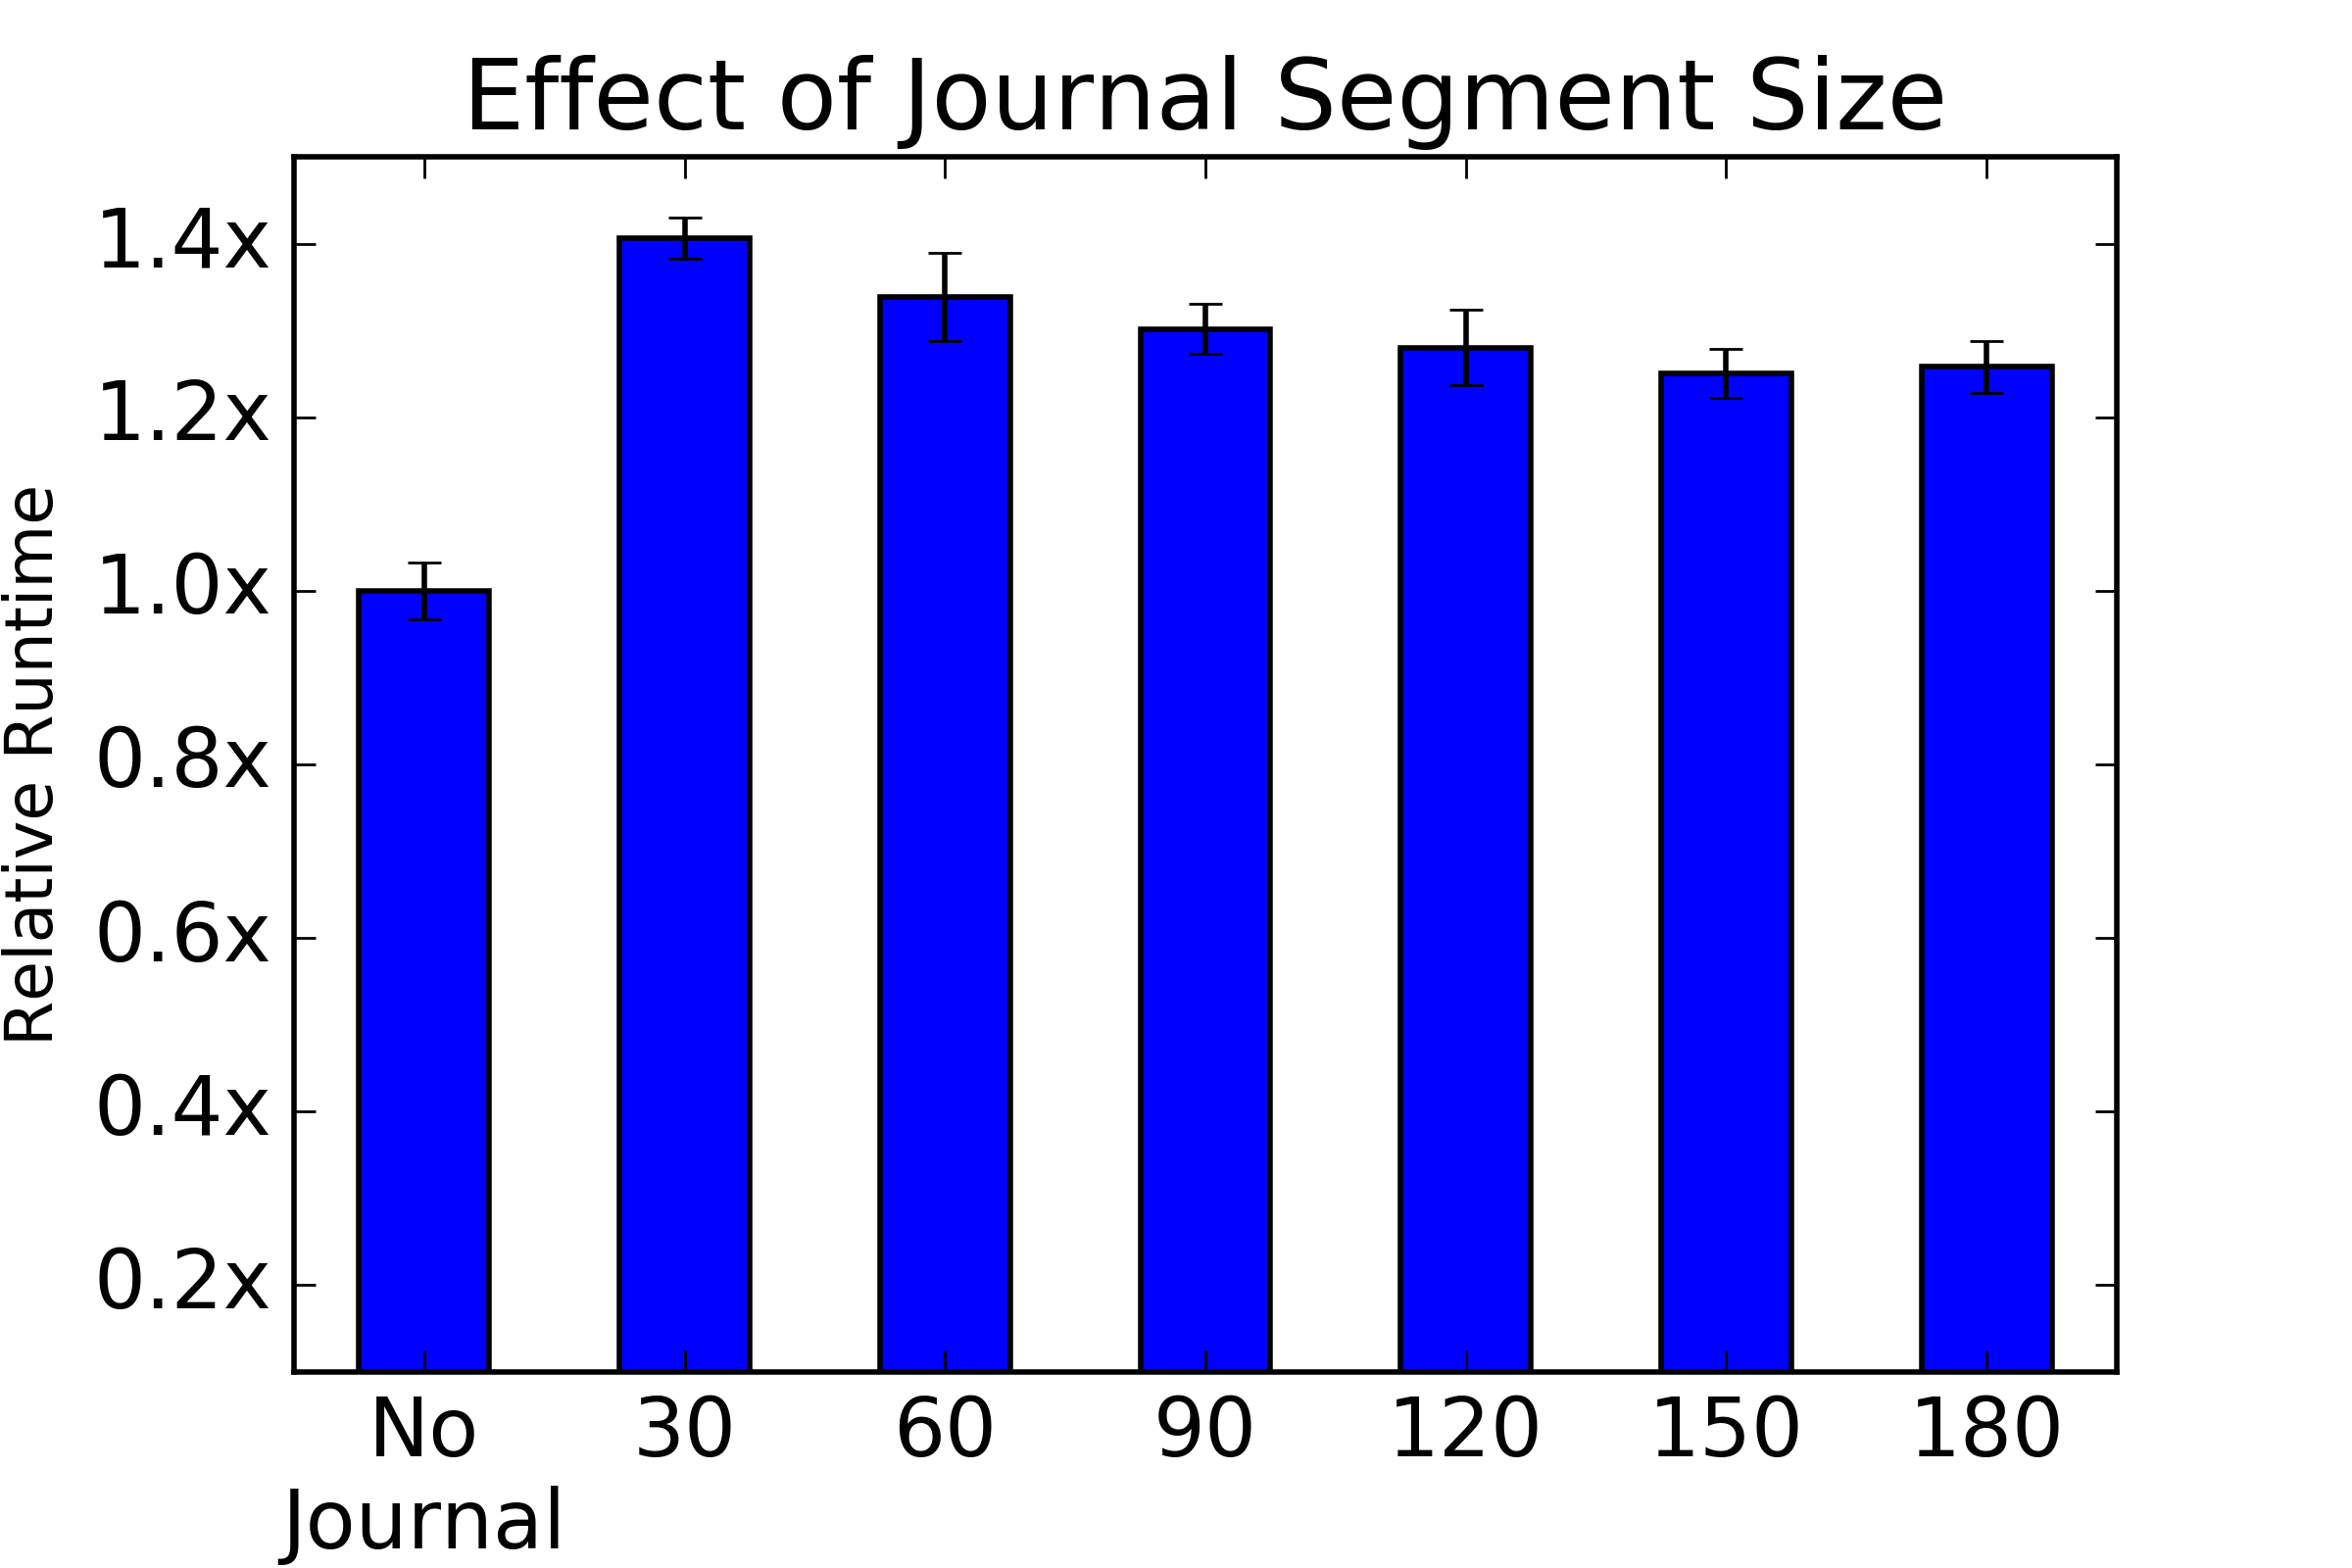 Effect of Journal Segment Size
Relative Runtime
1.4x
1.2x
1.0x
0.8x
0.6x
0.4x
0.2x
No 30 60 90 120 150 180
Journal